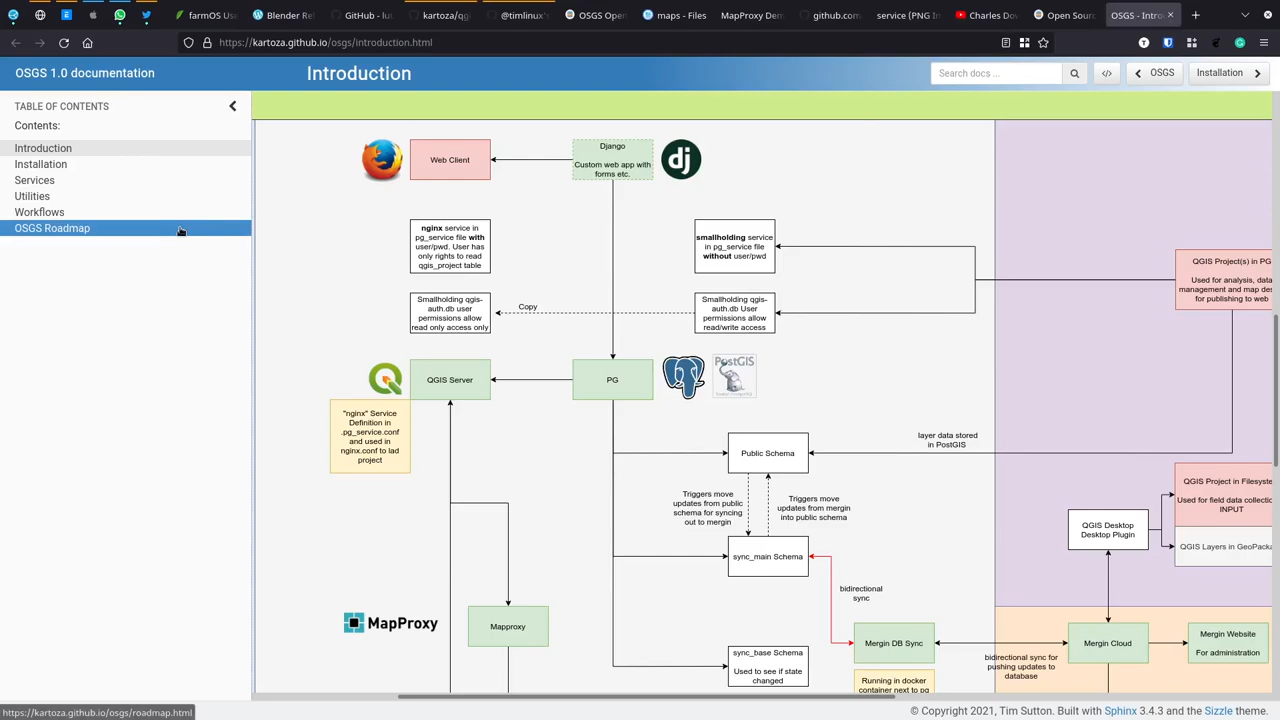 farmOS Us
Blender Rel
GitHub - lu
kartoza/qgi
@timlinux'
OSGS Open
maps - Files
MapProxy Dem
github.com
service (PNG Im
Charles Dov
Open Sourc
OSGS - Intro
https://kartoza.github.io/osgs/introduction.html
OSGS 1.0 documentation
Introduction
Search docs ...
</>
OSGS
Installation
TABLE OF CONTENTS
Contents:
Introduction
Installation
Services
Utilities
Workflows
OSGS Roadmap
Web Client
Django
Custom web app with
forms etc.
dj
nginx service in
pg_service file with
user/pwd. User has
only rights to read
qgis_project table
smallholding service
in pg_service file
without user/pwd
QGIS Project(s) in PG
Used for analysis, data
management and map des
for publishing to web
Smallholding qgis-
auth.db user
permissions allow
read only access only
Copy
Smallholding qgis-
auth.db User
permissions allow
read/write access
QGIS Server
PG
PostGIS
"nginx" Service
Definition in
.pg_service.conf
and used in
nginx.conf to lad
project
Public Schema
layer data stored
in PostGIS
Triggers move
updates from public
schema for syncing
out to mergin
Triggers move
updates from mergin
into public schema
QGIS Project in Filesyste
Used for field data collectio
INPUT
QGIS Desktop
Desktop Plugin
QGIS Layers in GeoPacka
sync_main Schema
bidirectional
sync
MapProxy
Mapproxy
Mergin DB Sync
Mergin Cloud
Mergin Website
For administration
bidirectional sync for
pushing updates to
database
sync_base Schema
Used to see if state
changed
Running in docker
container next to pg
https://kartoza.github.io/osgs/roadmap.html
© Copyright 2021, Tim Sutton. Built with Sphinx 3.4.3 and the Sizzle theme.